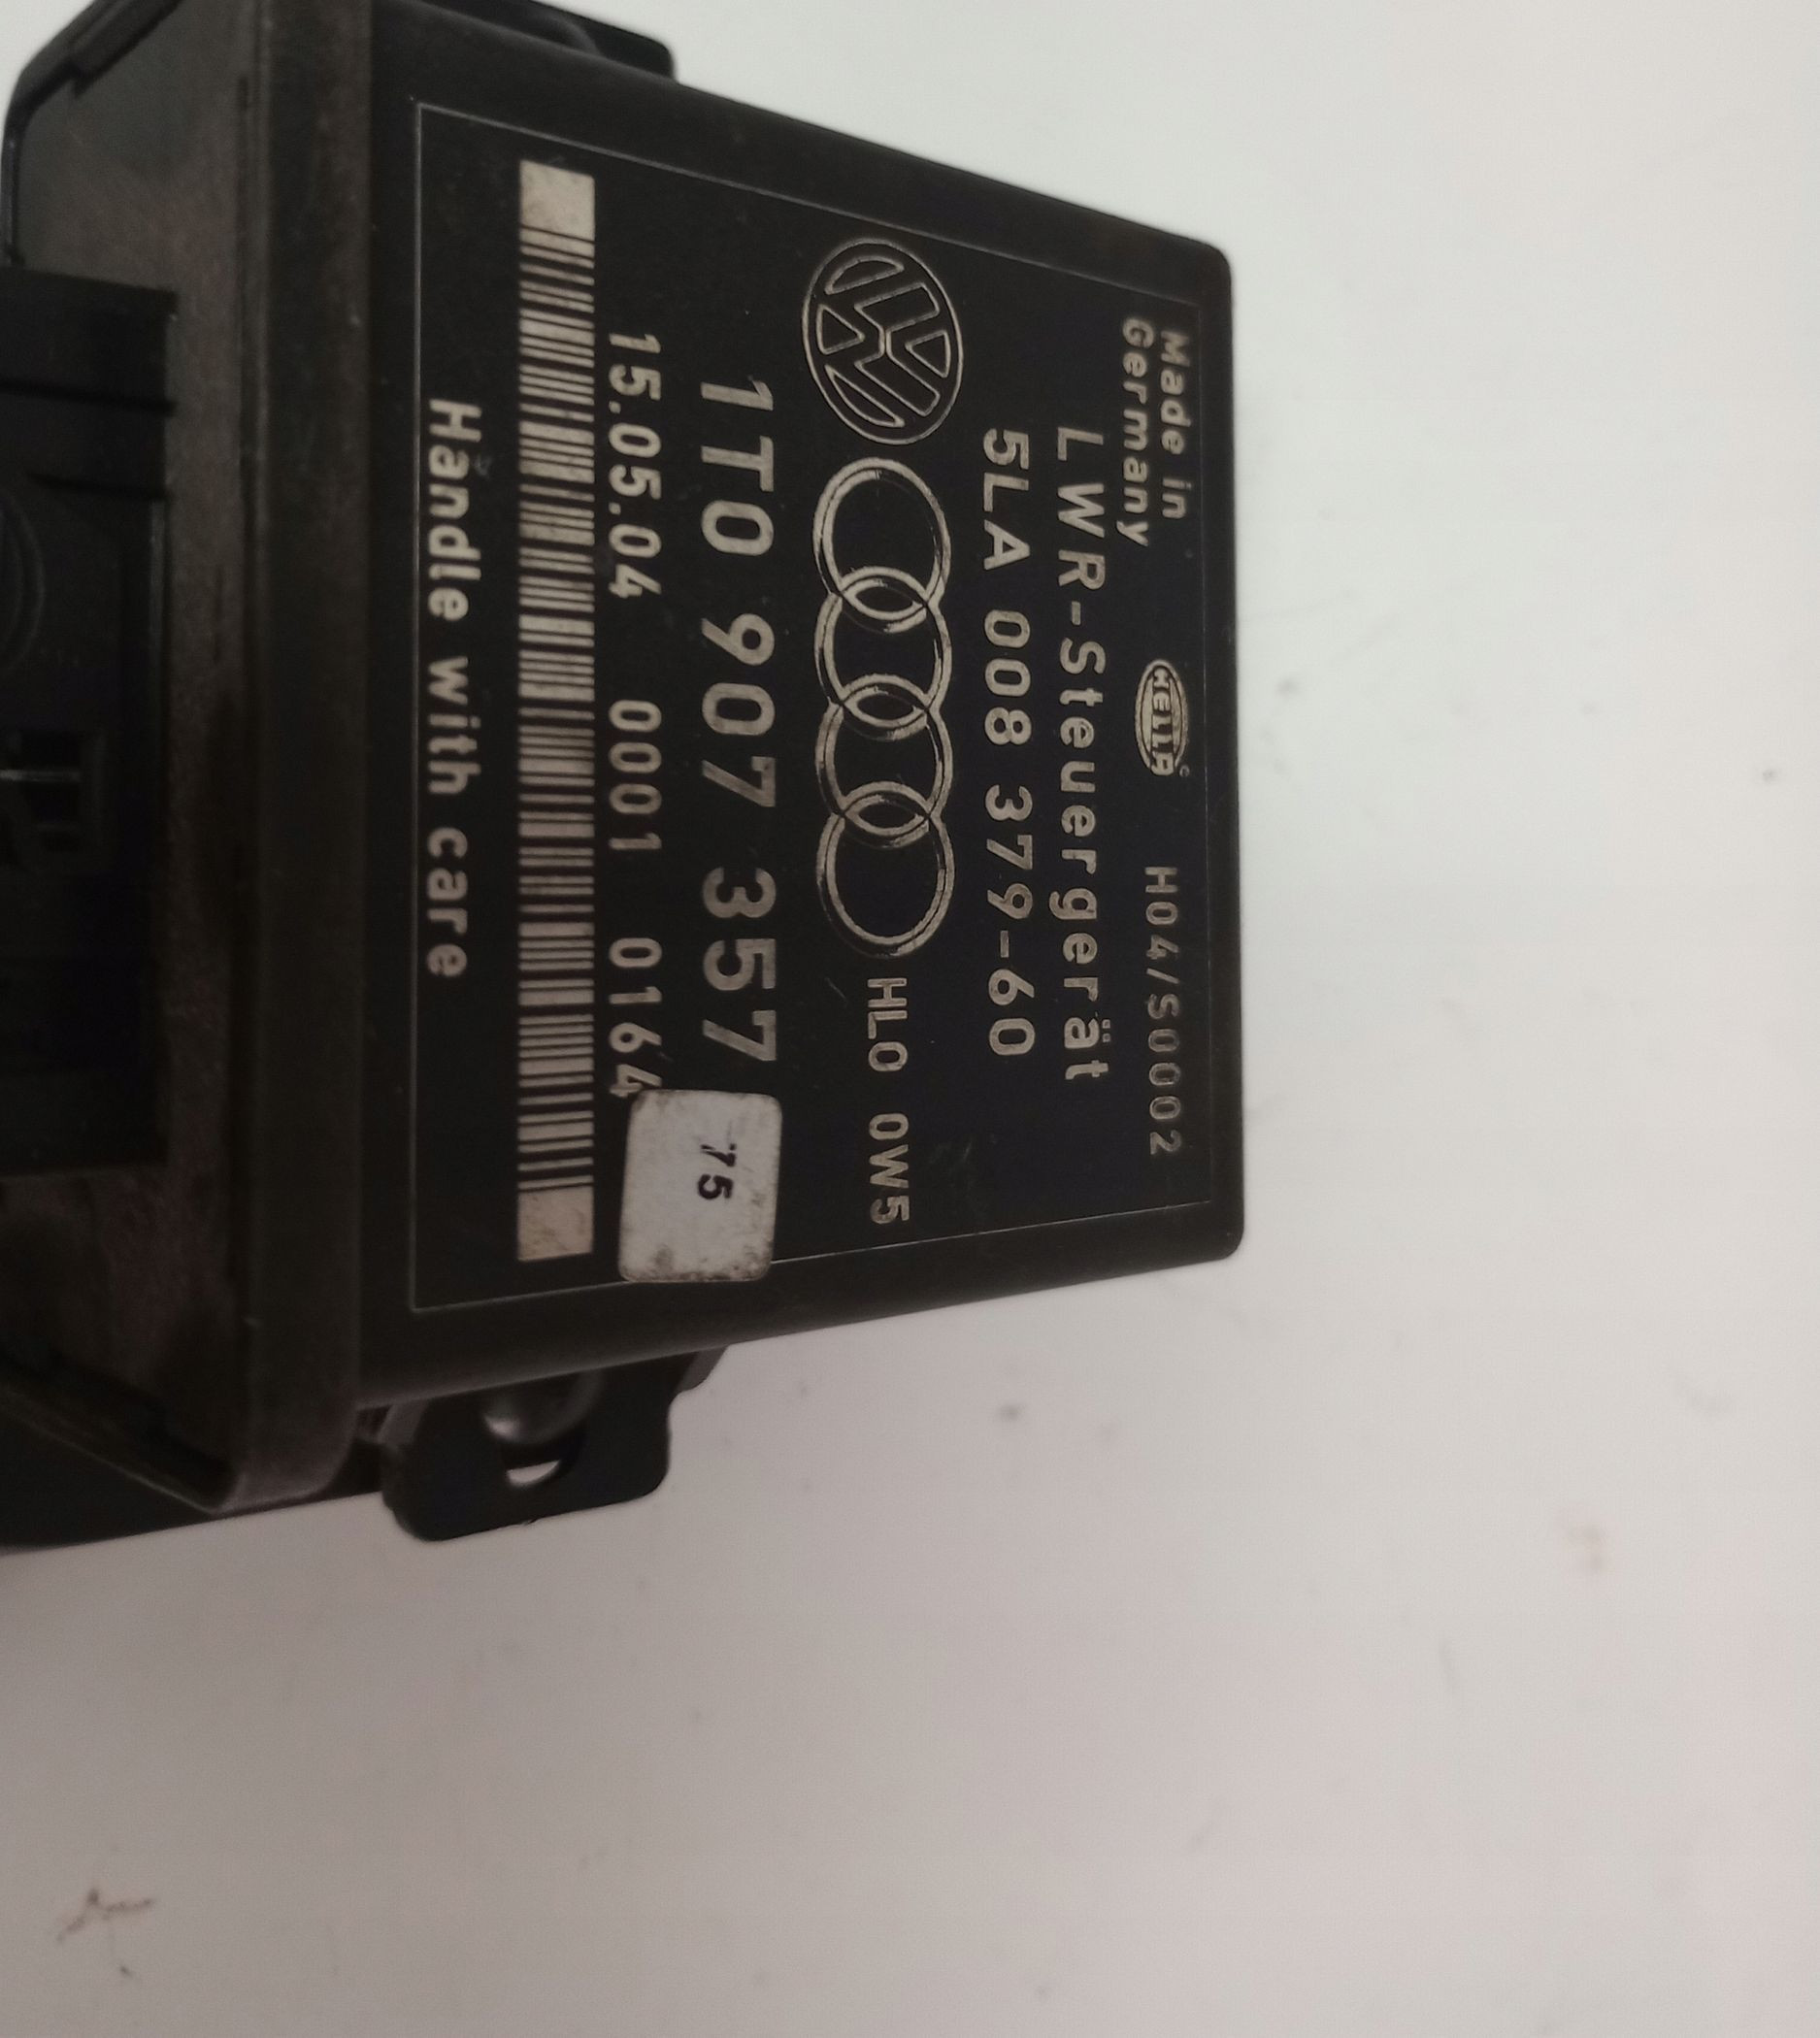 Made in
Germany
HELLA
H04/S0002
LWR-Steuergerät
5LA 008 379-60
HLO 0W5
1T0 907 357
15.05.04 0001 0164
75
Handle with care